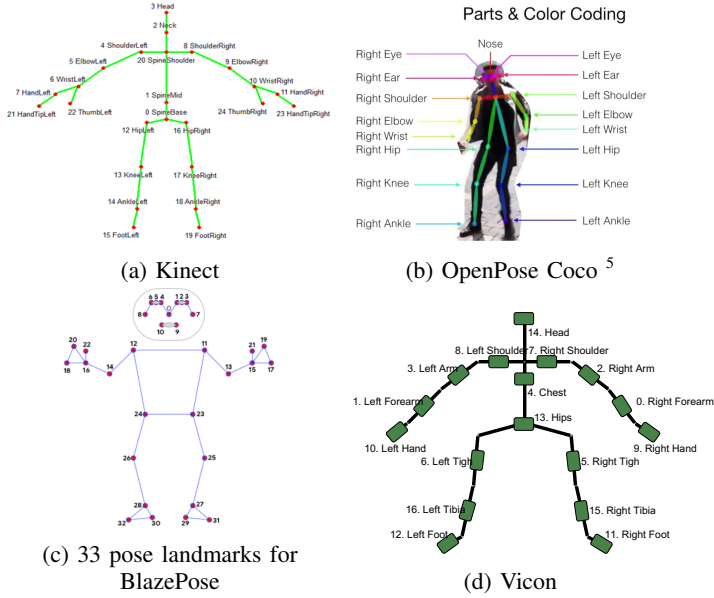 3 Head
2 Neck
4 ShoulderLeft 8 ShoulderRight
20 SpineShoulder
5 ElbowLeft 9 ElbowRight
6 WristLeft 10 WristRight
7 HandLeft 11 HandRight
21 HandTipLeft 22 ThumbLeft 1 SpineMid 24 ThumbRight 23 HandTipRight
0 SpineBase
12 HipLeft 16 HipRight
13 KneeLeft 17 KneeRight
14 AnkleLeft 18 AnkleRight
15 FootLeft 19 FootRight
(a) Kinect
Parts & Color Coding
Nose
Right Eye Left Eye
Right Ear Left Ear
Right Shoulder Left Shoulder
Right Elbow Left Elbow
Right Wrist Left Wrist
Right Hip Left Hip
Right Knee Left Knee
Right Ankle Left Ankle
(b) OpenPose Coco 5
6 5 4 1 2 3
0
8 7
10 9
20 22 12 11 21 19
18 16 14 13 15 17
24 23
26 25
28 27
32 30 29 31
(c) 33 pose landmarks for
BlazePose
14. Head
8. Left Shoulder 7. Right Shoulder
3. Left Arm 2. Right Arm
4. Chest
1. Left Forearm 0. Right Forearm
13. Hips
10. Left Hand 9. Right Hand
6. Left Tigh 5. Right Tigh
16. Left Tibia 15. Right Tibia
12. Left Foot 11. Right Foot
(d) Vicon